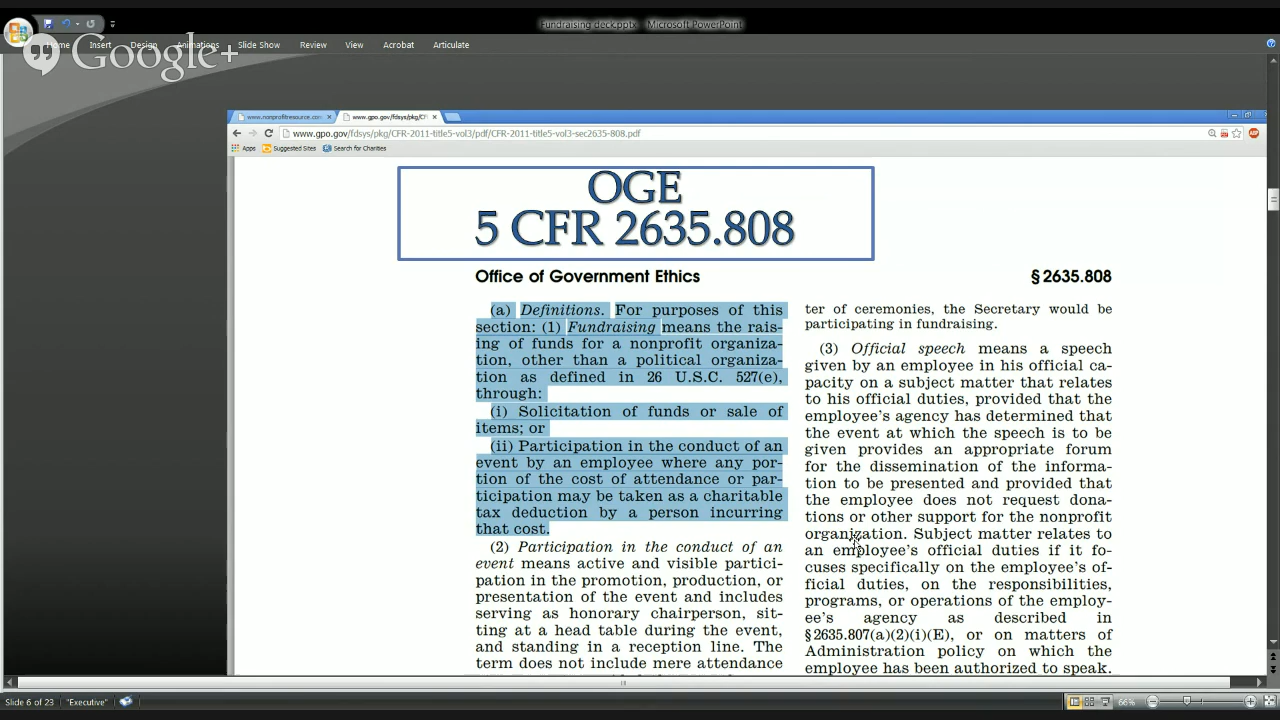 Fundraising deck.pptx - Microsoft PowerPoint
Home Insert Design Animations Slide Show Review View Acrobat Articulate
Google+
www.nonprofitresource.con
www.gpo.gov/fdsys/pkg/CF
www.gpo.gov/fdsys/pkg/CFR-2011-title5-vol3/pdf/CFR-2011-title5-vol3-sec2635-808.pdf
Apps Suggested Sites Search for Charities
OGE
5 CFR 2635.808
Office of Government Ethics
§ 2635.808
(a) Definitions. For purposes of this
section: (1) Fundraising means the rais-
ing of funds for a nonprofit organiza-
tion, other than a political organiza-
tion as defined in 26 U.S.C. 527(e),
through:
(i) Solicitation of funds or sale of
items; or
(ii) Participation in the conduct of an
event by an employee where any por-
tion of the cost of attendance or par-
ticipation may be taken as a charitable
tax deduction by a person incurring
that cost.
(2) Participation in the conduct of an
event means active and visible partici-
pation in the promotion, production, or
presentation of the event and includes
serving as honorary chairperson, sit-
ting at a head table during the event,
and standing in a reception line. The
term does not include mere attendance
ter of ceremonies, the Secretary would be
participating in fundraising.
(3) Official speech means a speech
given by an employee in his official ca-
pacity on a subject matter that relates
to his official duties, provided that the
employee's agency has determined that
the event at which the speech is to be
given provides an appropriate forum
for the dissemination of the informa-
tion to be presented and provided that
the employee does not request dona-
tions or other support for the nonprofit
organization. Subject matter relates to
an employee's official duties if it fo-
cuses specifically on the employee's of-
ficial duties, on the responsibilities,
programs, or operations of the employ-
ee's agency as described in
§2635.807(a)(2)(i)(E), or on matters of
Administration policy on which the
employee has been authorized to speak.
Slide 6 of 23 "Executive" 66%